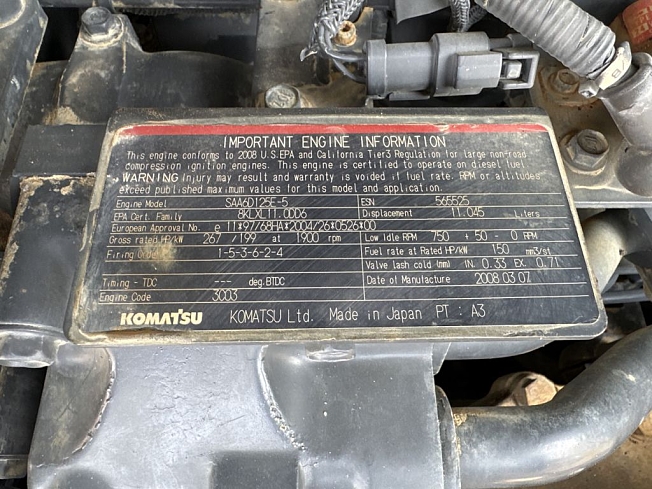 IMPORTANT ENGINE INFORMATION
This engine conforms to 2008 U.S.EPA and California Tier3 Regulation for large non-road
compression ignition engines. This engine is certified to operate on diesel fuel.
WARNING Injury may result and warranty is voided if fuel rate. RPM or altitudes
exceed published maximum values for this model and application.
Engine Model SAA6D125E-5 ESN 565525
EPA Cert. Family 8KLXL11.0DD6 Displacement 11.045 Liters
European Approval No. e 11*97/68HA*2004/26*0526*00
Gross rated HP/kW 267 /199 at 1900 rpm Low Idle RPM 750 + 50 - 0 RPM
Firing Order 1-5-3-6-2-4 Fuel rate at Rated HP/kW 150 mm3/st
Valve lash cold (mm) IN. 0.33 EX. 0.71
Timing - TDC --- deg.BTDC Date of Manufacture 2008.03.07
Engine Code 3003
KOMATSU KOMATSU Ltd. Made in Japan PT : A3